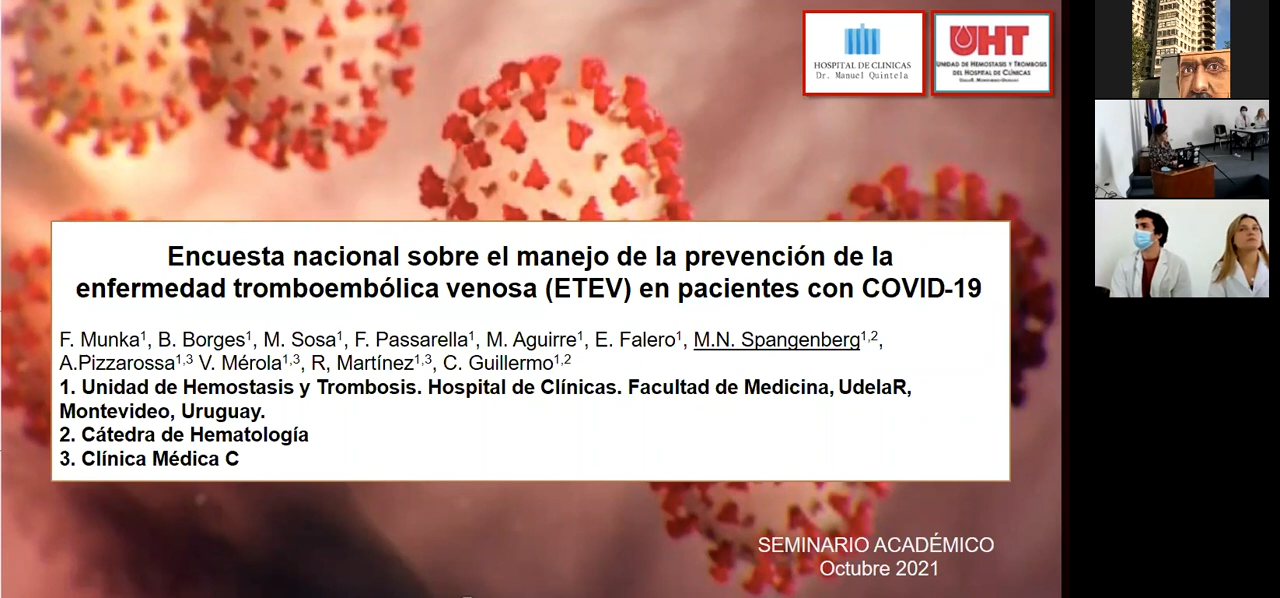 HOSPITAL DE CLINICAS
Dr. Manuel Quintela
UHT
UNIDAD DE HEMOSTASIS Y TROMBOSIS
DEL HOSPITAL DE CLÍNICAS
Encuesta nacional sobre el manejo de la prevención de la
enfermedad tromboembólica venosa (ETEV) en pacientes con COVID-19
F. Munka¹, B. Borges¹, M. Sosa¹, F. Passarella¹, M. Aguirre¹, E. Falero¹, M.N. Spangenberg¹,²,
A.Pizzarossa¹,³ V. Mérola¹,³, R, Martínez¹,³, C. Guillermo¹,²
1. Unidad de Hemostasis y Trombosis. Hospital de Clínicas. Facultad de Medicina, UdelaR,
Montevideo, Uruguay.
2. Cátedra de Hematología
3. Clínica Médica C
SEMINARIO ACADÉMICO
Octubre 2021